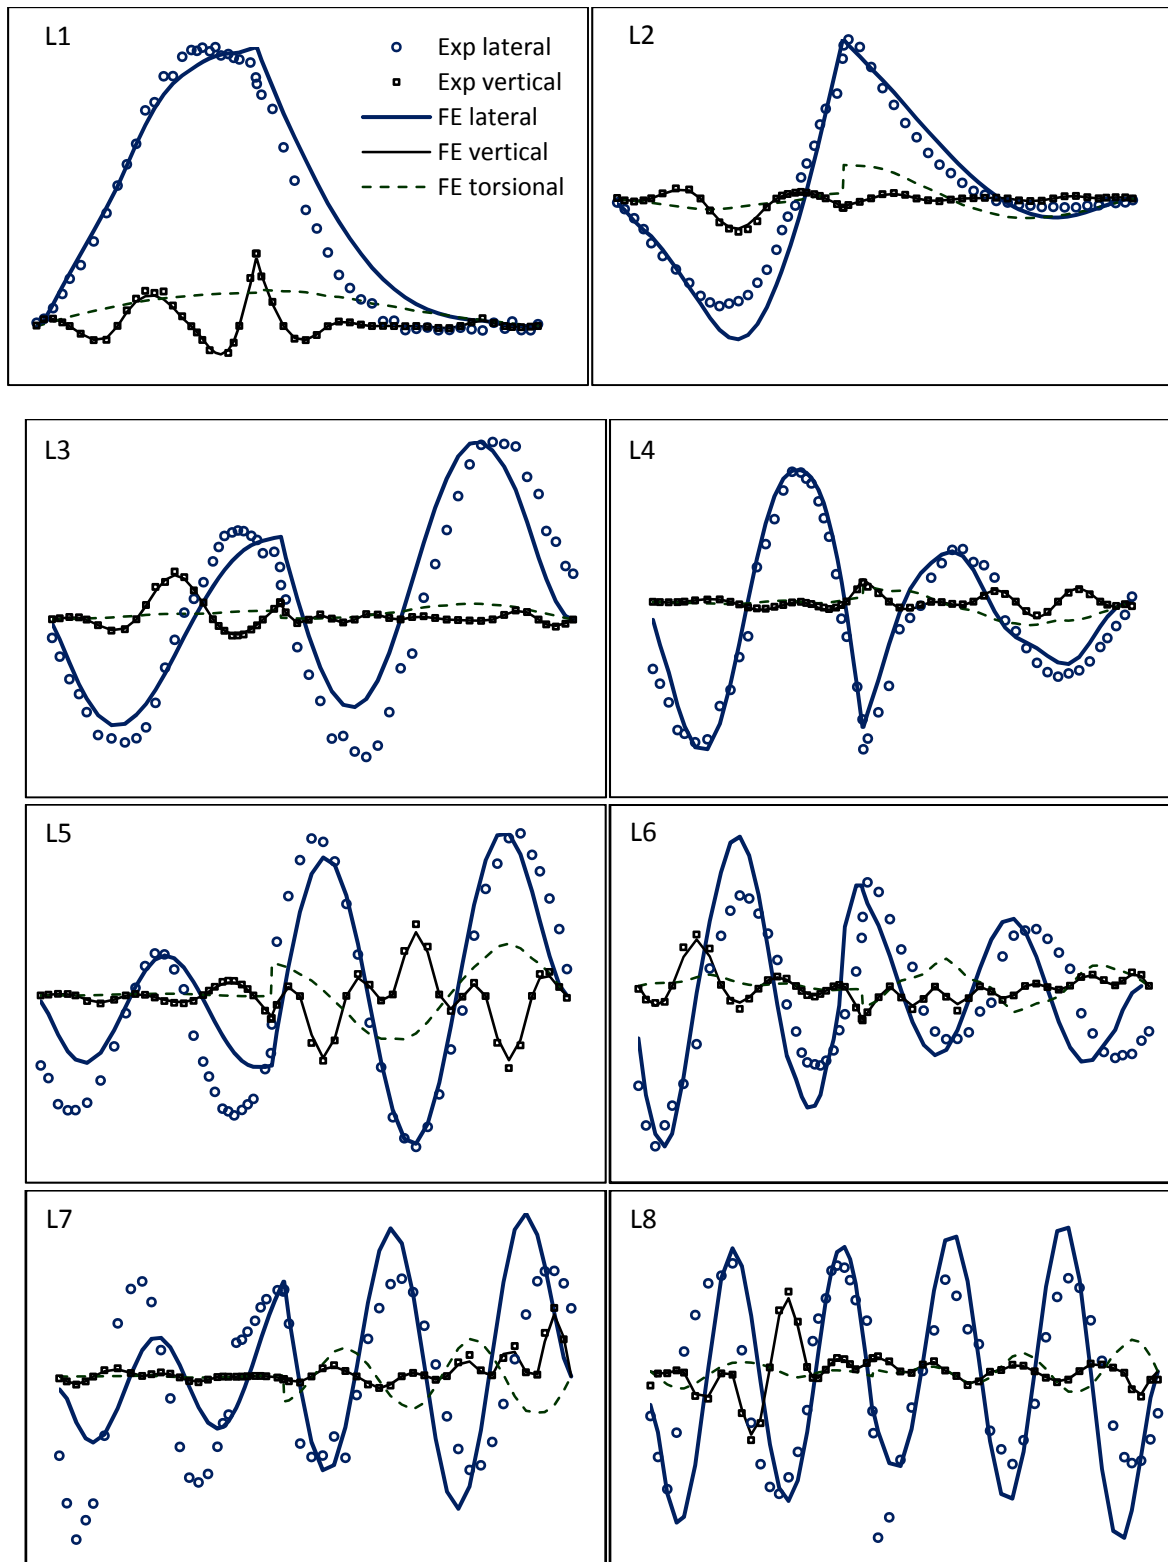 L1
Exp lateral
Exp vertical
FE lateral
FE vertical
FE torsional
L2
L3
L4
L5
L6
L7
L8